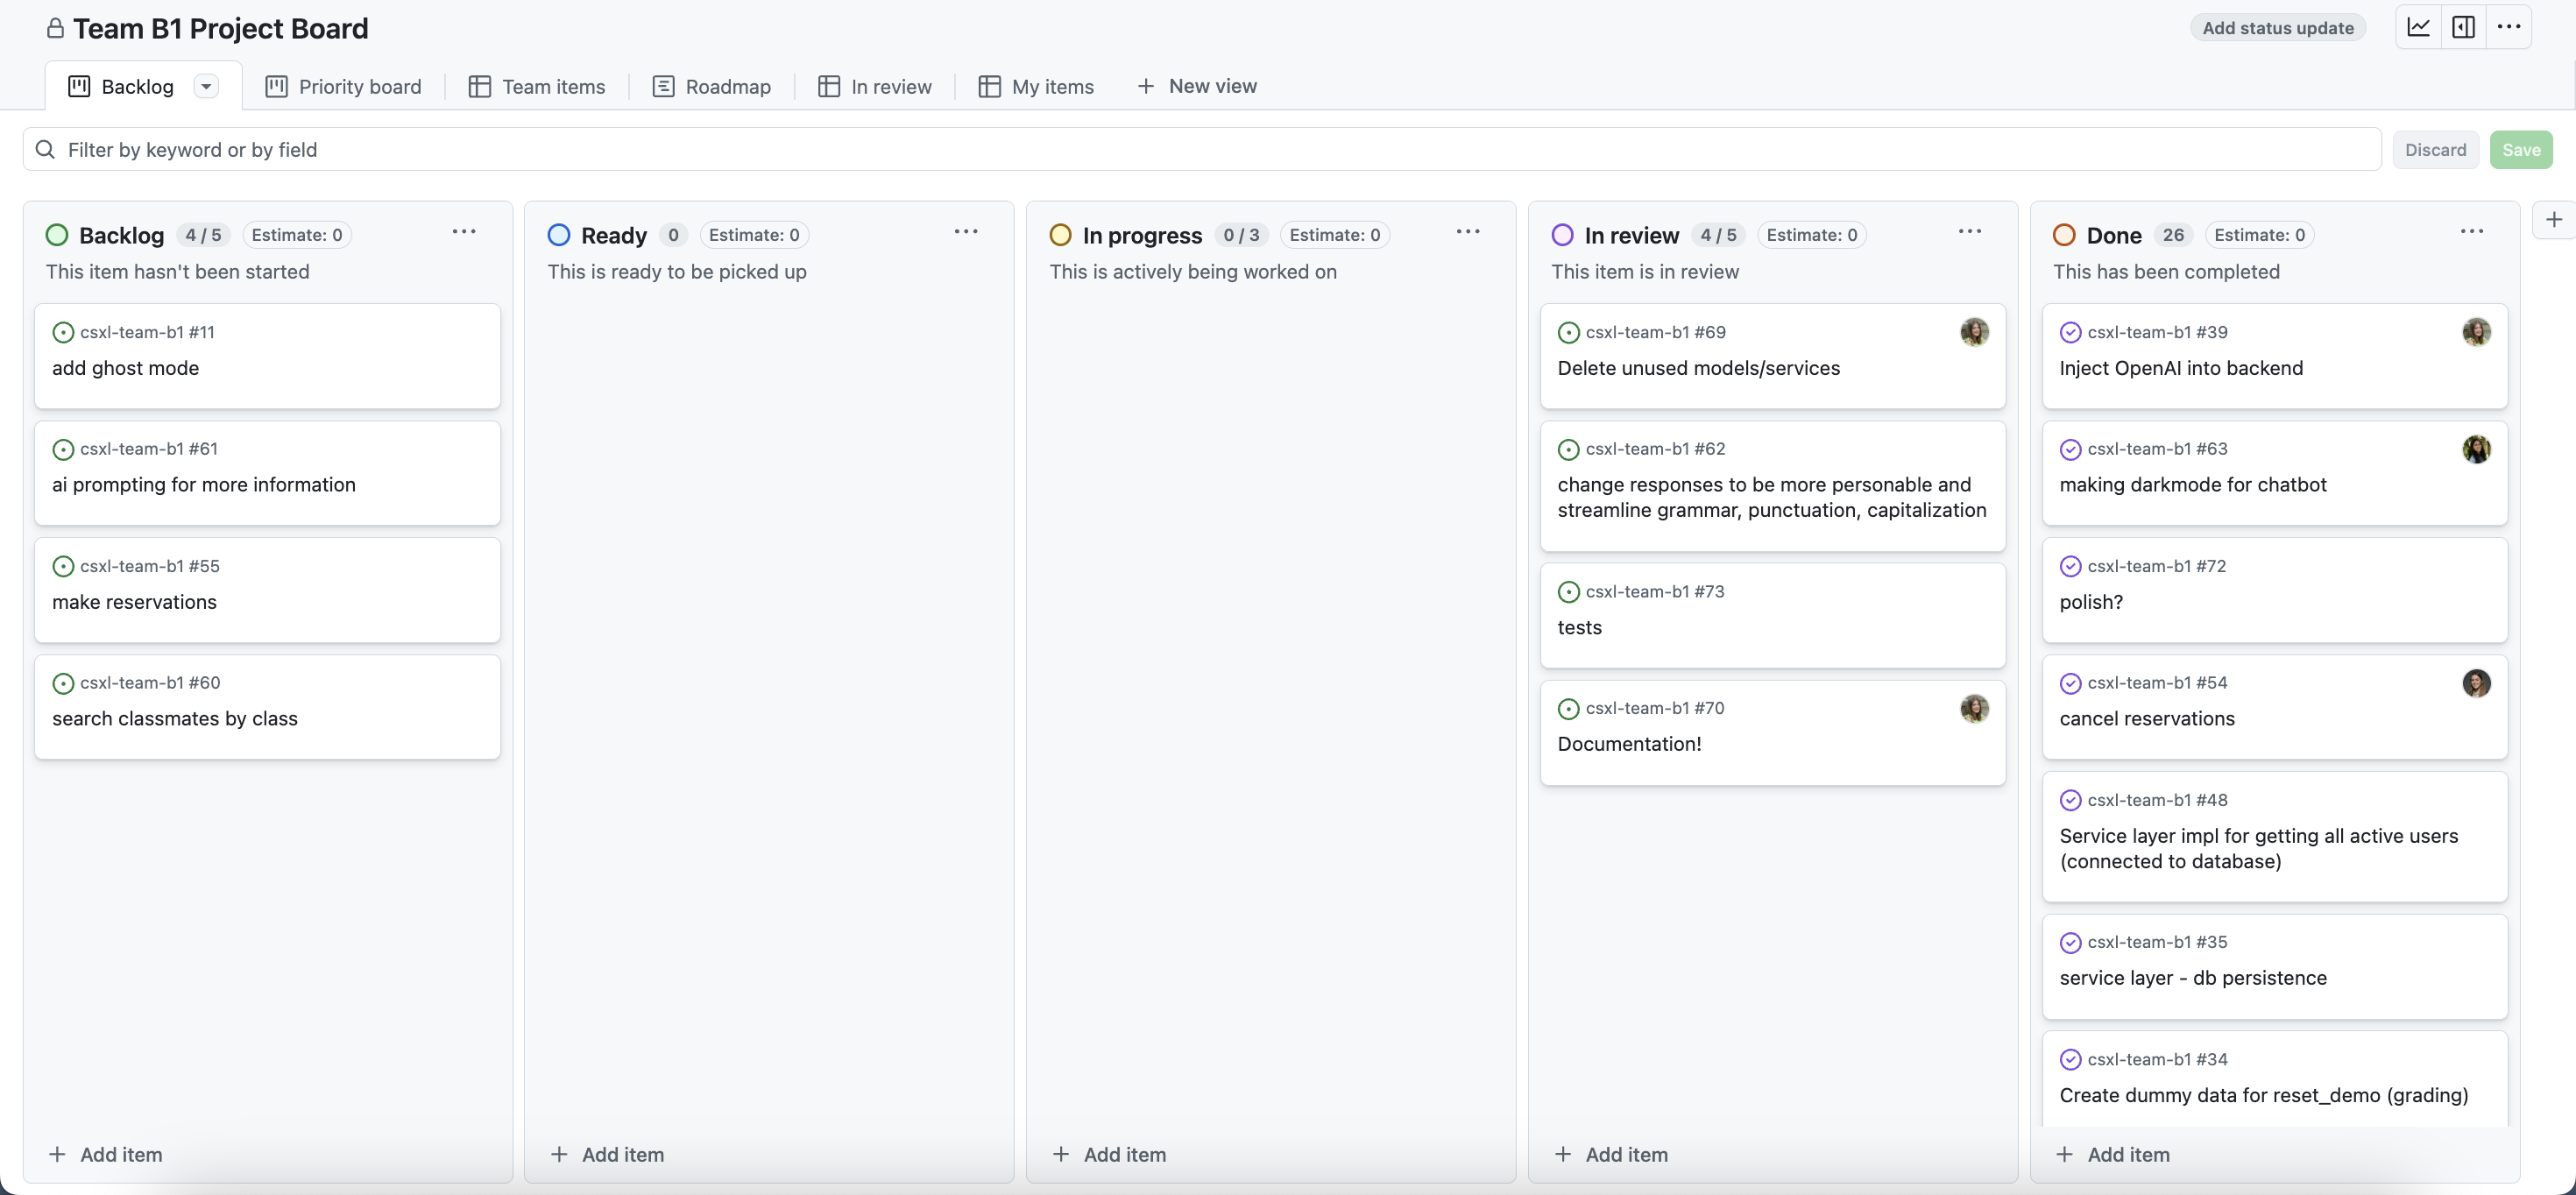 Team B1 Project Board
Add status update
Backlog
Priority board
Team items
Roadmap
In review
My items
New view
Filter by keyword or by field
Discard
Save
Backlog 4 / 5 Estimate: 0
This item hasn't been started
csxl-team-b1 #11
add ghost mode
csxl-team-b1 #61
ai prompting for more information
csxl-team-b1 #55
make reservations
csxl-team-b1 #60
search classmates by class
Add item
Ready 0 Estimate: 0
This is ready to be picked up
Add item
In progress 0 / 3 Estimate: 0
This is actively being worked on
Add item
In review 4 / 5 Estimate: 0
This item is in review
csxl-team-b1 #69
Delete unused models/services
csxl-team-b1 #62
change responses to be more personable and
streamline grammar, punctuation, capitalization
csxl-team-b1 #73
tests
csxl-team-b1 #70
Documentation!
Add item
Done 26 Estimate: 0
This has been completed
csxl-team-b1 #39
Inject OpenAI into backend
csxl-team-b1 #63
making darkmode for chatbot
csxl-team-b1 #72
polish?
csxl-team-b1 #54
cancel reservations
csxl-team-b1 #48
Service layer impl for getting all active users
(connected to database)
csxl-team-b1 #35
service layer - db persistence
csxl-team-b1 #34
Create dummy data for reset_demo (grading)
Add item